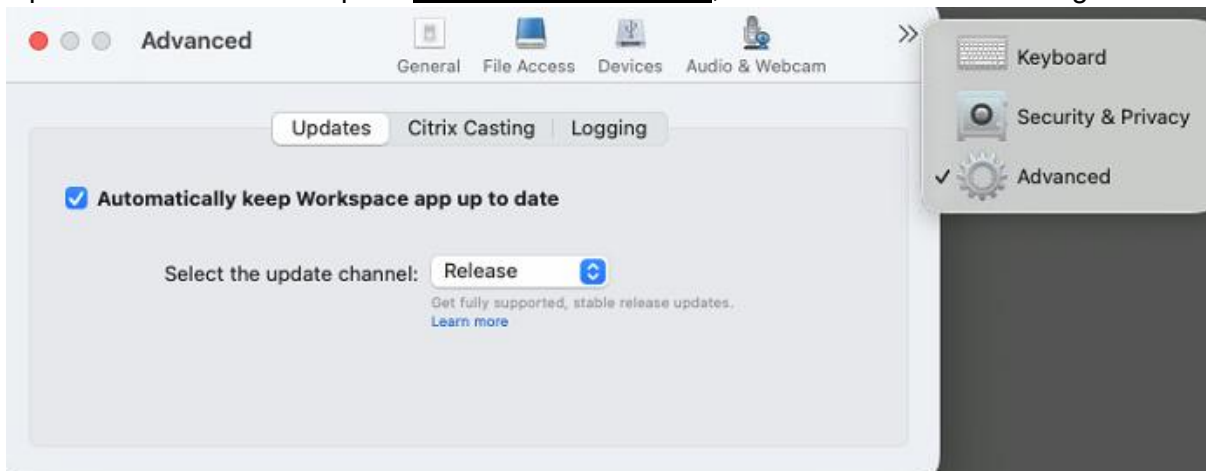 Advanced
General File Access Devices Audio & Webcam
Keyboard
Security & Privacy
Advanced
Updates Citrix Casting Logging
Automatically keep Workspace app up to date
Select the update channel: Release
Get fully supported, stable release updates.
Learn more